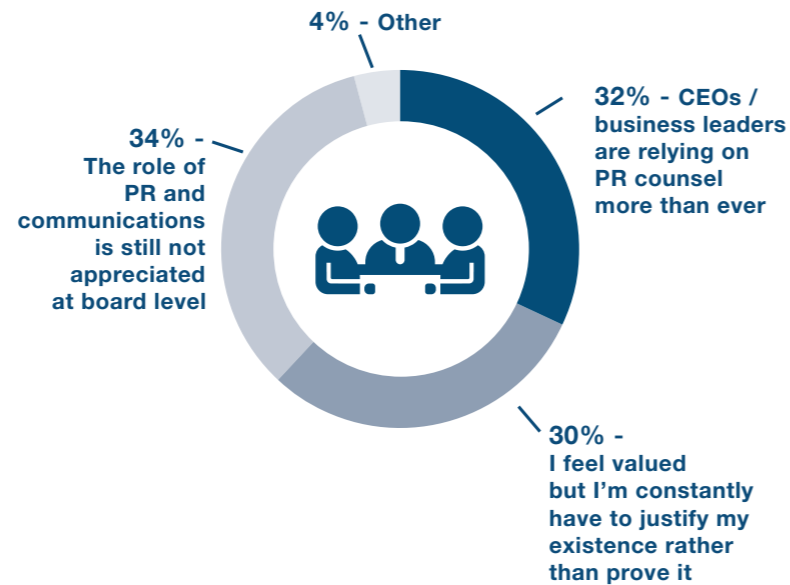 4% - Other
32% - CEOs /
business leaders
are relying on
PR counsel
more than ever
34% -
The role of
PR and
communications
is still not
appreciated
at board level
30% -
I feel valued
but I’m constantly
have to justify my
existence rather
than prove it